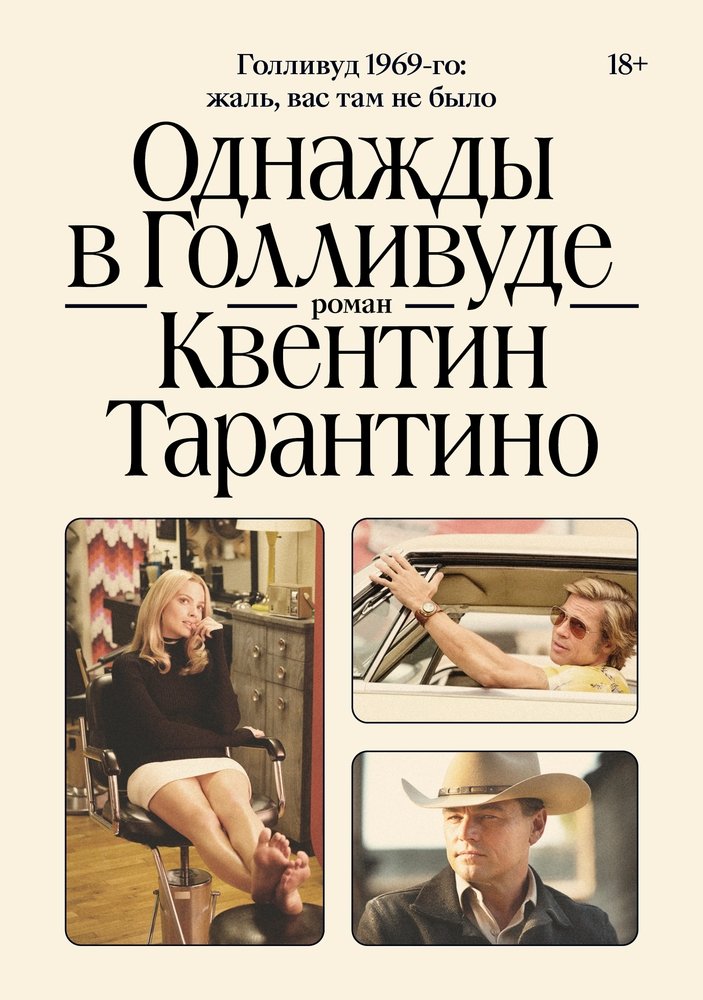 Голливуд 1969-го:
жаль, вас там не было
18+
Однажды
в Голливуде
роман
Квентин
Тарантино